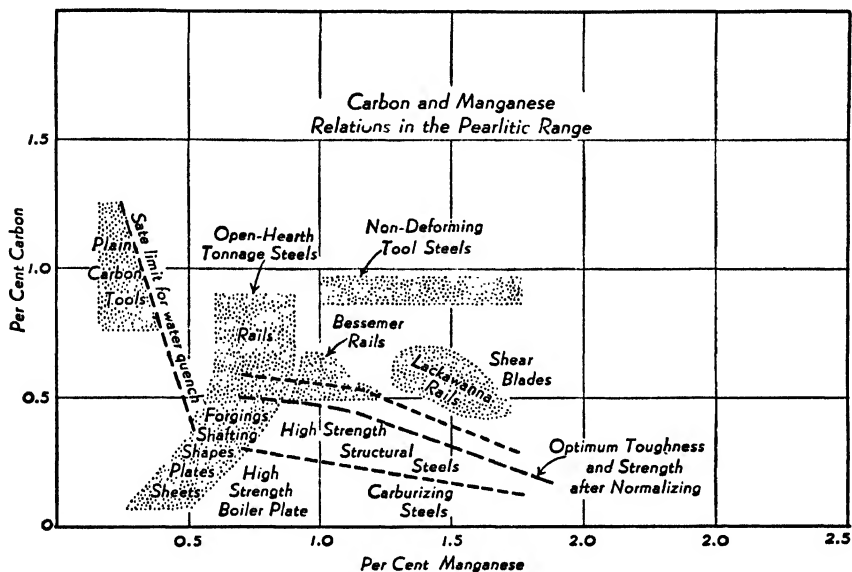 Carbon and Manganese
Relations in the Pearlitic Range
1.5
Open-Hearth
Tonnage Steels
Non-Deforming
Tool Steels
Plain
Carbon
Tools
Sate limit for water quench
1.0
Per Cent Carbon
Rails
Bessemer
Rails
Lackawanna
Rails
Shear
Blades
0.5
Forgings
Shafting
Shapes
Plates
Sheets
High Strength
Structural
Steels
Optimum Toughness
and Strength
after Normalizing
High
Strength
Boiler Plate
Carburizing
Steels
0
0.5
1.0
1.5
2.0
2.0
2.5
Per Cent Manganese